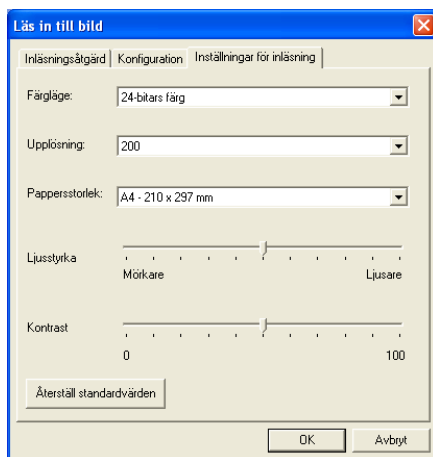 Läs in till bild
Inläsningsåtgärd Konfiguration Inställningar för inläsning
Färgläge: 24-bitars färg
Upplösning: 200
Pappersstorlek: A4 - 210 x 297 mm
Ljusstyrka
Mörkare Ljusare
Kontrast
0 100
Återställ standardvärden
OK Avbryt